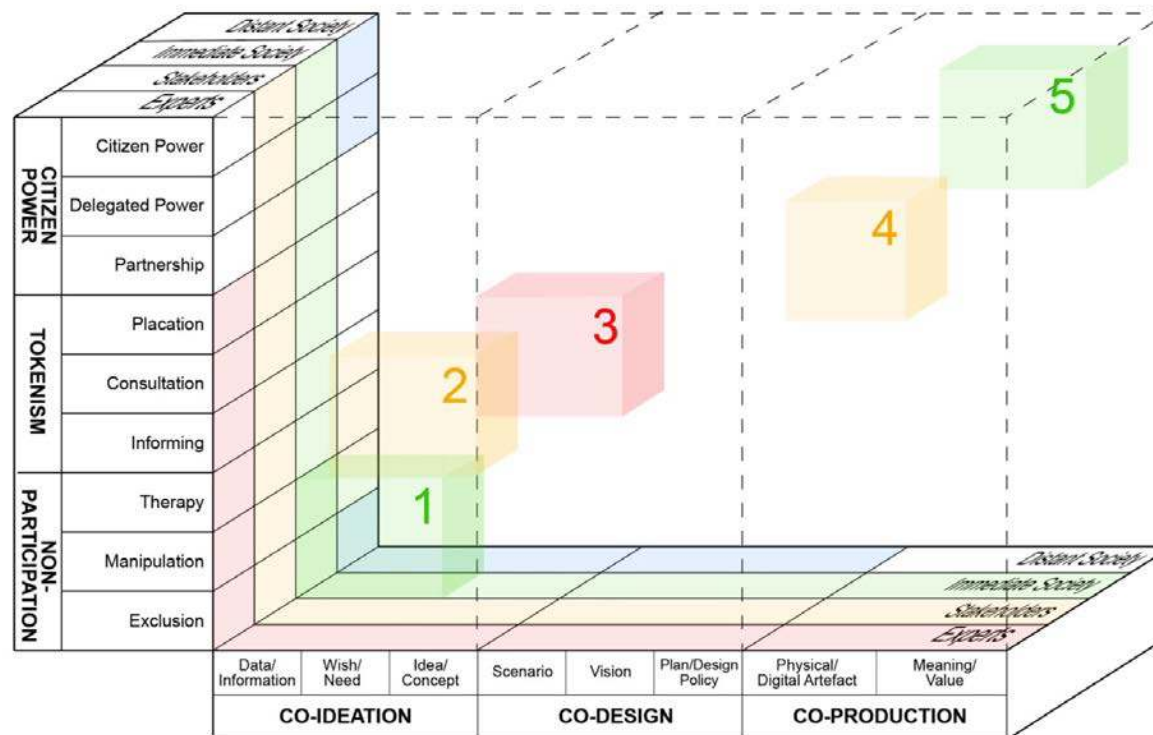 Distant Society
Immediate Society
Stakeholders
Experts
CITIZEN
POWER
Citizen Power
Delegated Power
Partnership
TOKENISM
Placation
Consultation
Informing
NON-
PARTICIPATION
Therapy
Manipulation
Exclusion
1
2
3
4
5
Distant Society
Immediate Society
Stakeholders
Experts
Data/
Information
Wish/
Need
Idea/
Concept
Scenario
Vision
Plan/Design
Policy
Physical/
Digital Artefact
Meaning/
Value
CO-IDEATION
CO-DESIGN
CO-PRODUCTION